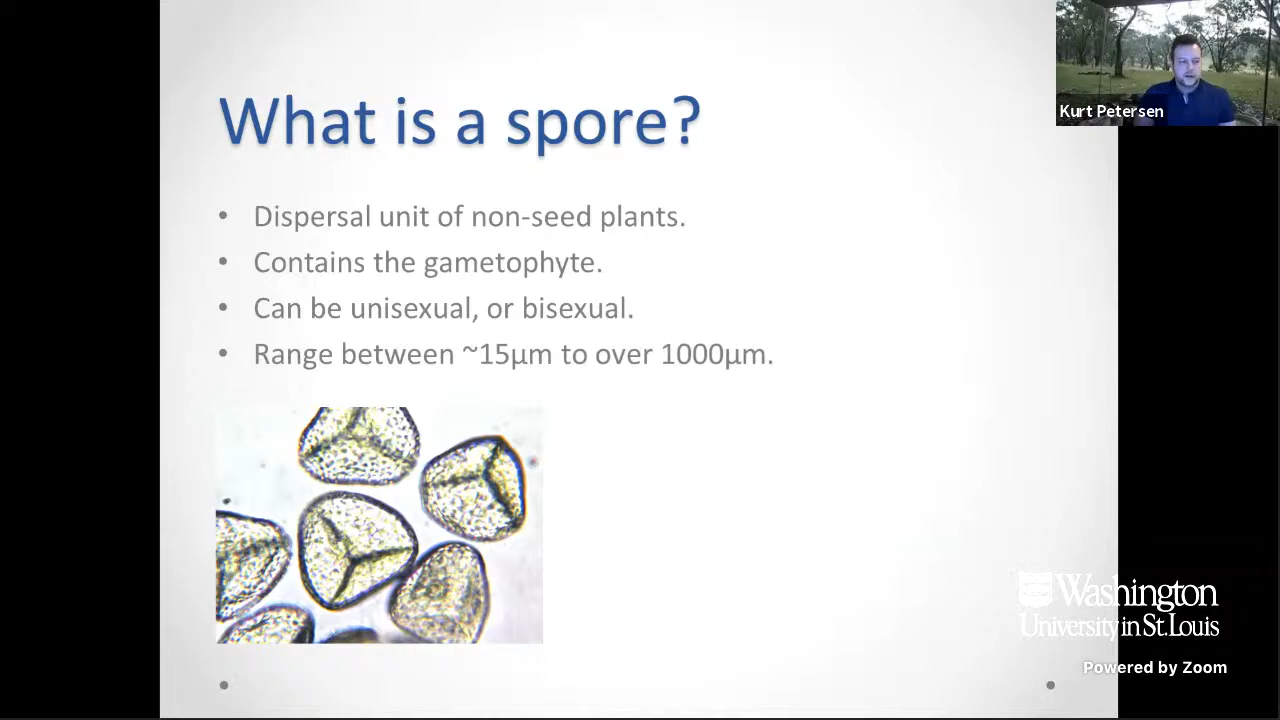 What is a spore?
• Dispersal unit of non-seed plants.
• Contains the gametophyte.
• Can be unisexual, or bisexual.
• Range between ~15µm to over 1000µm.
Kurt Petersen
Washington
University in St. Louis
Powered by Zoom